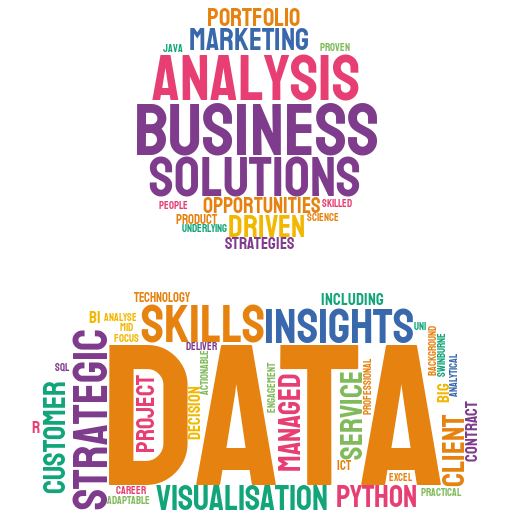 PORTFOLIO
MARKETING
JAVA
PROVEN
ANALYSIS
BUSINESS
SOLUTIONS
PEOPLE
OPPORTUNITIES
SKILLED
PRODUCT
SCIENCE
UNDERLYING
DRIVEN
STRATEGIES
TECHNOLOGY
INCLUDING
BI
ANALYSE
SKILLS
INSIGHTS
MID
UNI
FOCUS
DELIVER
BACKGROUND
SWINBURNE
SQL
STRATEGIC
DATA
ACTIONABLE
ENGAGEMENT
PROFESSIONAL
ANALYTICAL
CUSTOMER
PROJECT
DECISION
MANAGED
SERVICE
BIG
R
CLIENT
CONTRACT
ICT
EXCEL
CAREER
ADAPTABLE
VISUALISATION
PYTHON
PRACTICAL